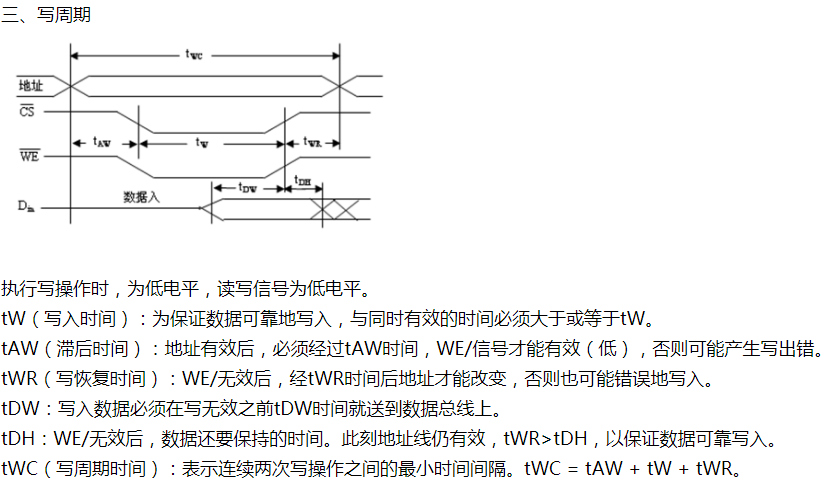 三、写周期
tWC
地址
CS
tAW
tW
tWR
WE
tDW
tDH
数据入
Din
执行写操作时，为低电平，读写信号为低电平。
tW（写入时间）：为保证数据可靠地写入，与同时有效的时间必须大于或等于tW。
tAW（滞后时间）：地址有效后，必须经过tAW时间，WE/信号才能有效（低），否则可能产生写出错。
tWR（写恢复时间）：WE/无效后，经tWR时间后地址才能改变，否则也可能错误地写入。
tDW：写入数据必须在写无效之前tDW时间就送到数据总线上。
tDH：WE/无效后，数据还要保持的时间。此刻地址线仍有效，tWR>tDH，以保证数据可靠写入。
tWC（写周期时间）：表示连续两次写操作之间的最小时间间隔。tWC = tAW + tW + tWR。